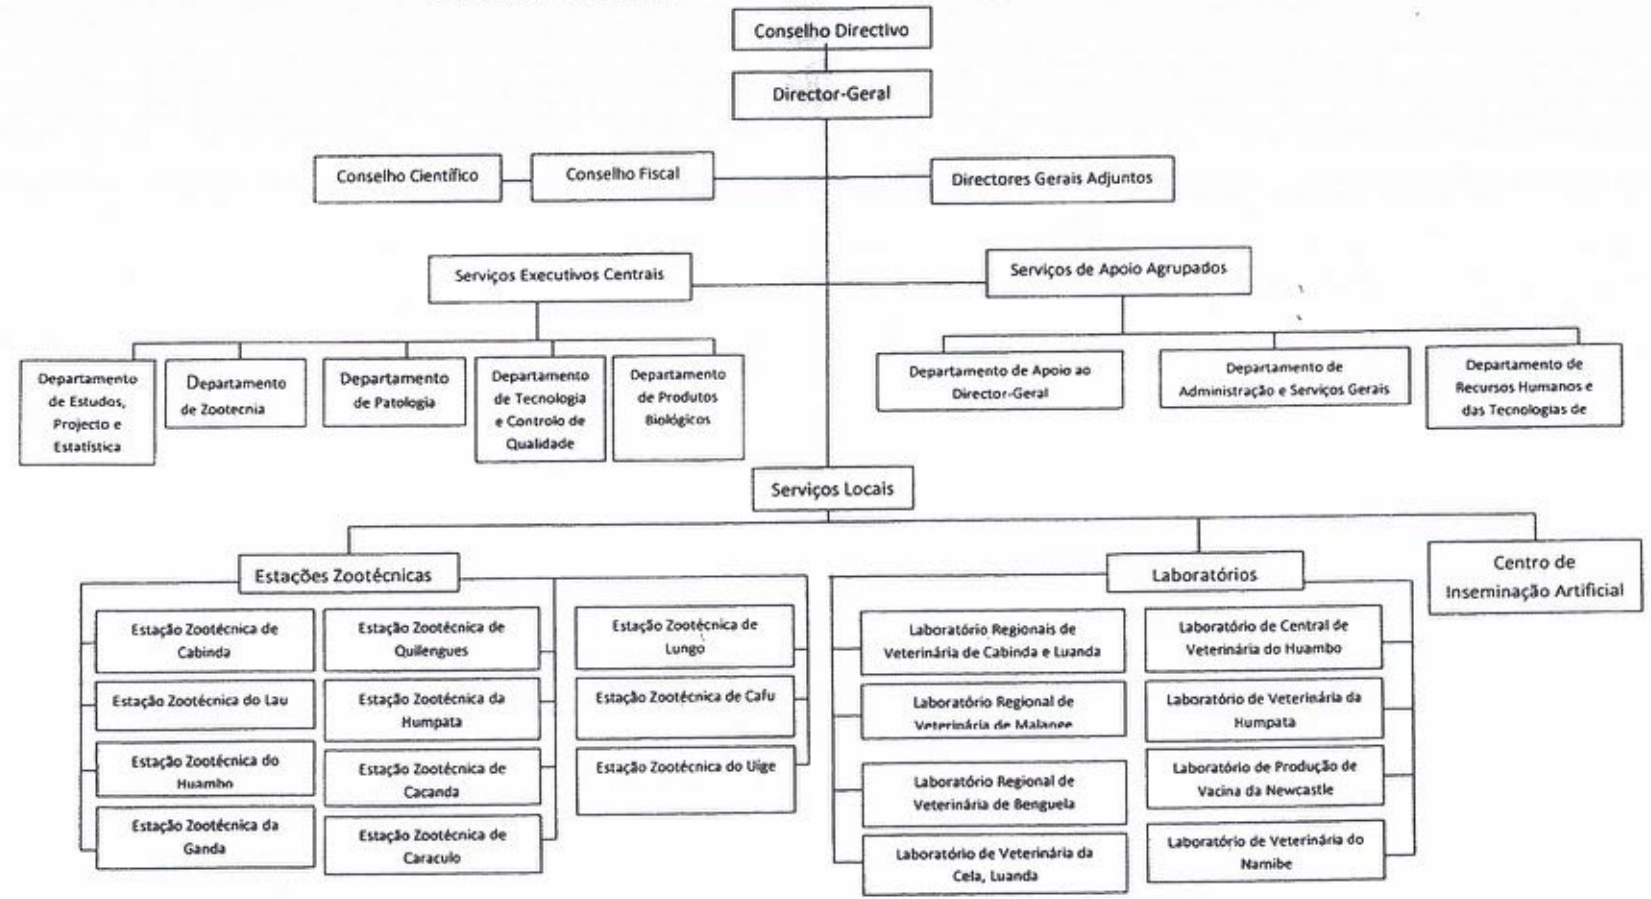 Conselho Directivo
Director-Geral
Conselho Científico
Conselho Fiscal
Directores Gerais Adjuntos
Serviços Executivos Centrais
Serviços de Apoio Agrupados
Departamento
de Estudos,
Projecto e
Estatística
Departamento
de Zootecnia
Departamento
de Patologia
Departamento
de Tecnologia
e Controlo de
Qualidade
Departamento
de Produtos
Biológicos
Departamento de Apoio ao
Director-Geral
Departamento de
Administração e Serviços Gerais
Departamento de
Recursos Humanos e
das Tecnologias de
Serviços Locais
Estações Zootécnicas
Estação Zootécnica de
Cabinda
Estação Zootécnica do Lau
Estação Zootécnica do
Huambo
Estação Zootécnica da
Ganda
Estação Zootécnica de
Quilengues
Estação Zootécnica da
Humpata
Estação Zootécnica de
Cacanda
Estação Zootécnica de
Caraculo
Estação Zootécnica de
Lungo
Estação Zootécnica de Cafu
Estação Zootécnica do Uige
Laboratórios
Laboratório Regionais de
Veterinária de Cabinda e Luanda
Laboratório Regional de
Veterinária de Malange
Laboratório Regional de
Veterinária de Benguela
Laboratório de Veterinária da
Cela, Luanda
Laboratório de Central de
Veterinária do Huambo
Laboratório de Veterinária da
Humpata
Laboratório de Produção de
Vacina da Newcastle
Laboratório de Veterinária do
Namibe
Centro de
Inseminação Artificial